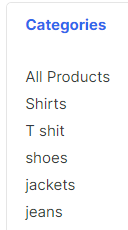 Categories
All Products
Shirts
T shit
shoes
jackets
jeans